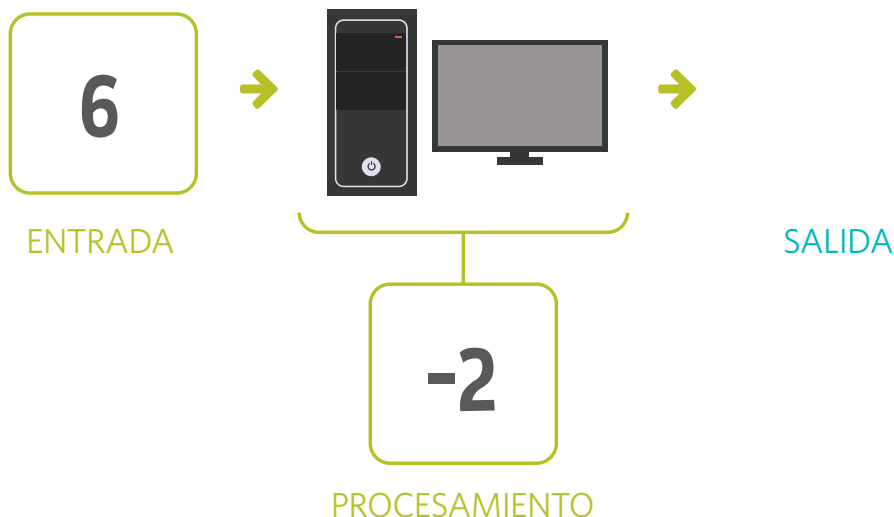 6
ENTRADA
SALIDA
-2
PROCESAMIENTO